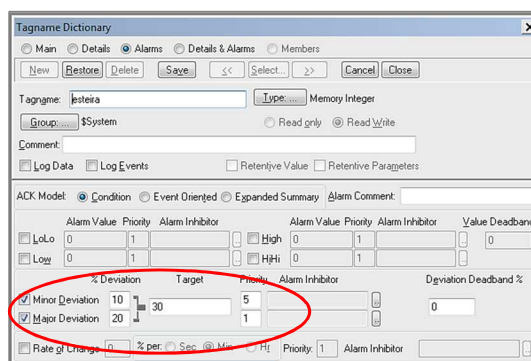 Tagname Dictionary
Main Details Alarms Details & Alarms Members
New Restore Delete Save << Select... >> Cancel Close
Tagname: esteira Type: ... Memory Integer
Group: ... $System Read only Read Write
Comment:
Log Data Log Events Retentive Value Retentive Parameters
ACK Model: Condition Event Oriented Expanded Summary Alarm Comment:
Alarm Value Priority Alarm Inhibitor Alarm Value Priority Alarm Inhibitor Value Deadband
LoLo 0 1 ... High 0 1 ... 0
Low 0 1 ... HiHi 0 1 ...
% Deviation Target Priority Alarm Inhibitor Deviation Deadband %
Minor Deviation 10 30 5 ... 0
Major Deviation 20 1 ...
Rate of Change 0 % per: Sec Min Hr Priority: 1 Alarm Inhibitor ...